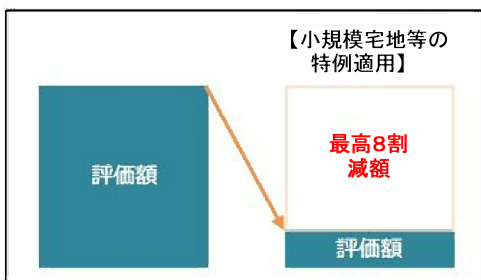 【小規模宅地等の
特例適用】
評価額
最高8割
減額
評価額